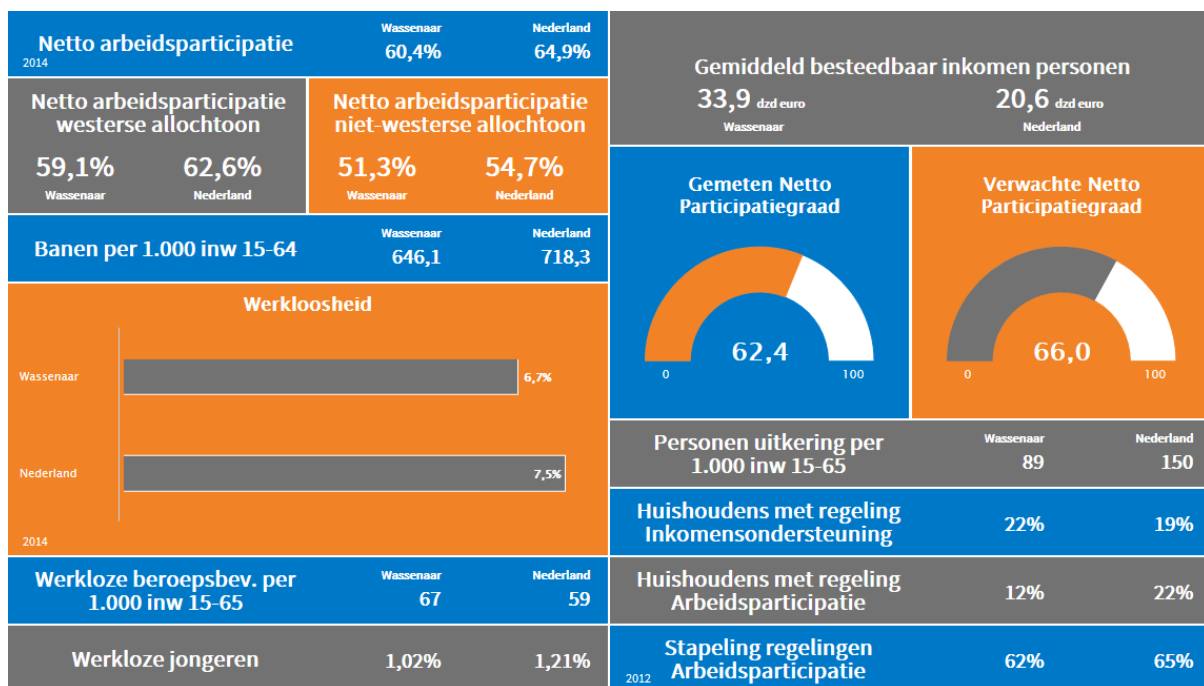 Netto arbeidsparticipatie
2014
Wassenaar
60,4%
Nederland
64,9%
Netto arbeidsparticipatie
westerse allochtoon
59,1%
62,6%
Wassenaar
Nederland
Netto arbeidsparticipatie
niet-westerse allochtoon
51,3%
54,7%
Wassenaar
Nederland
Banen per 1.000 inw 15-64
Wassenaar
646,1
Nederland
718,3
Werkloosheid
Wassenaar
6,7%
Nederland
7,5%
2014
Werkloze beroepsbev. per
1.000 inw 15-65
Wassenaar
67
Nederland
59
Werkloze jongeren
1,02%
1,21%
Gemiddeld besteedbaar inkomen personen
33,9 dzd euro
20,6 dzd euro
Wassenaar
Nederland
Gemeten Netto
Participatiegraad
62,4
0
100
Verwachte Netto
Participatiegraad
66,0
0
100
Personen uitkering per
1.000 inw 15-65
Wassenaar
89
Nederland
150
Huishoudens met regeling
Inkomensondersteuning
22%
19%
Huishoudens met regeling
Arbeidsparticipatie
12%
22%
Stapeling regelingen
Arbeidsparticipatie
2012
62%
65%